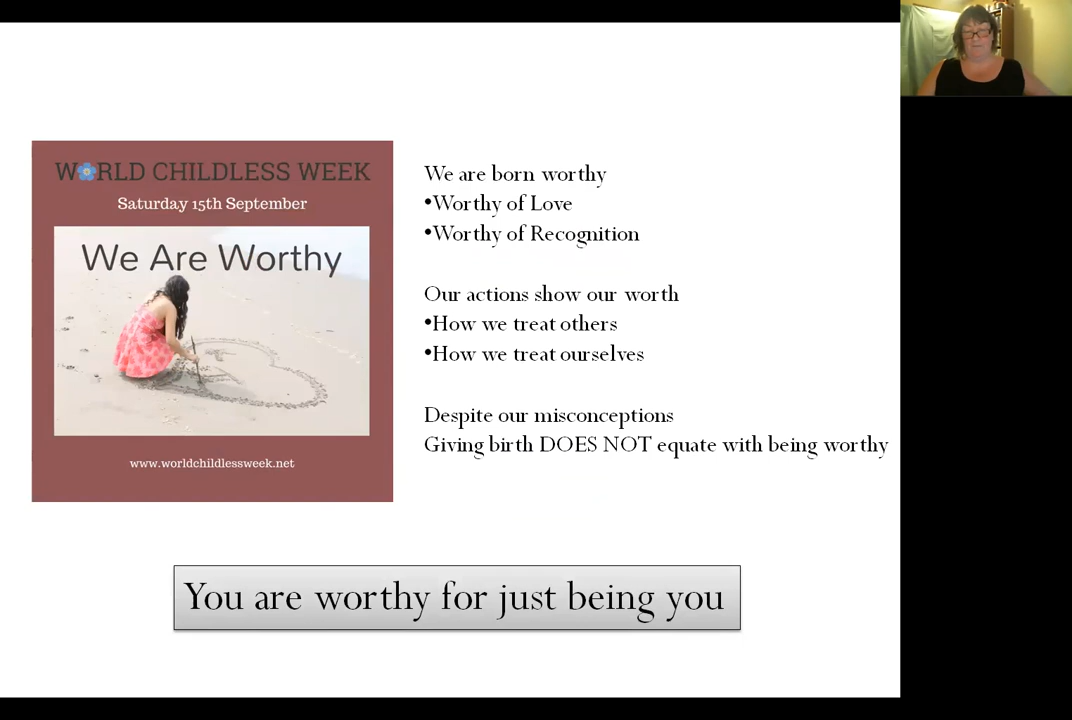 WORLD CHILDLESS WEEK
Saturday 15th September
We Are Worthy
www.worldchildlessweek.net
We are born worthy
•Worthy of Love
•Worthy of Recognition
Our actions show our worth
•How we treat others
•How we treat ourselves
Despite our misconceptions
Giving birth DOES NOT equate with being worthy
You are worthy for just being you